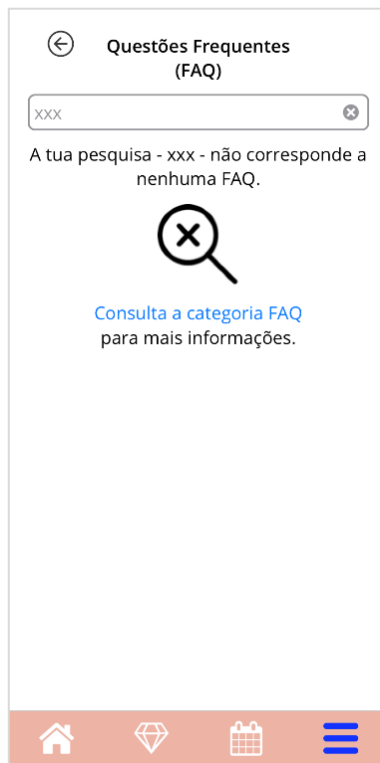 Questões Frequentes
(FAQ)
xxx
A tua pesquisa - xxx - não corresponde a
nenhuma FAQ.
Consulta a categoria FAQ
para mais informações.